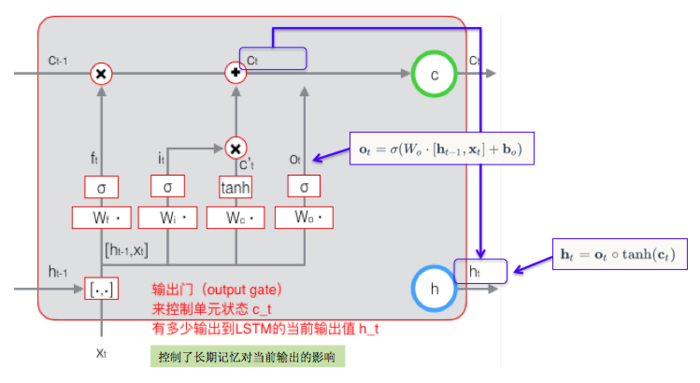 C_t-1
×
+
C_t
c
C_t
f_t
i_t
×
c'_t
o_t
𝐨_t = σ(W_o · [𝐡_{t−1}, 𝐱_t] + 𝐛_o)
σ
σ
tanh
σ
W_f ·
W_i ·
W_c ·
W_o ·
[h_t-1,x_t]
h_t-1
[▪,▪]
h
h_t
𝐡_t = 𝐨_t ∘ tanh(𝐜_t)
输出门（output gate）
来控制单元状态 c_t
有多少输出到LSTM的当前输出值 h_t
x_t
控制了长期记忆对当前输出的影响